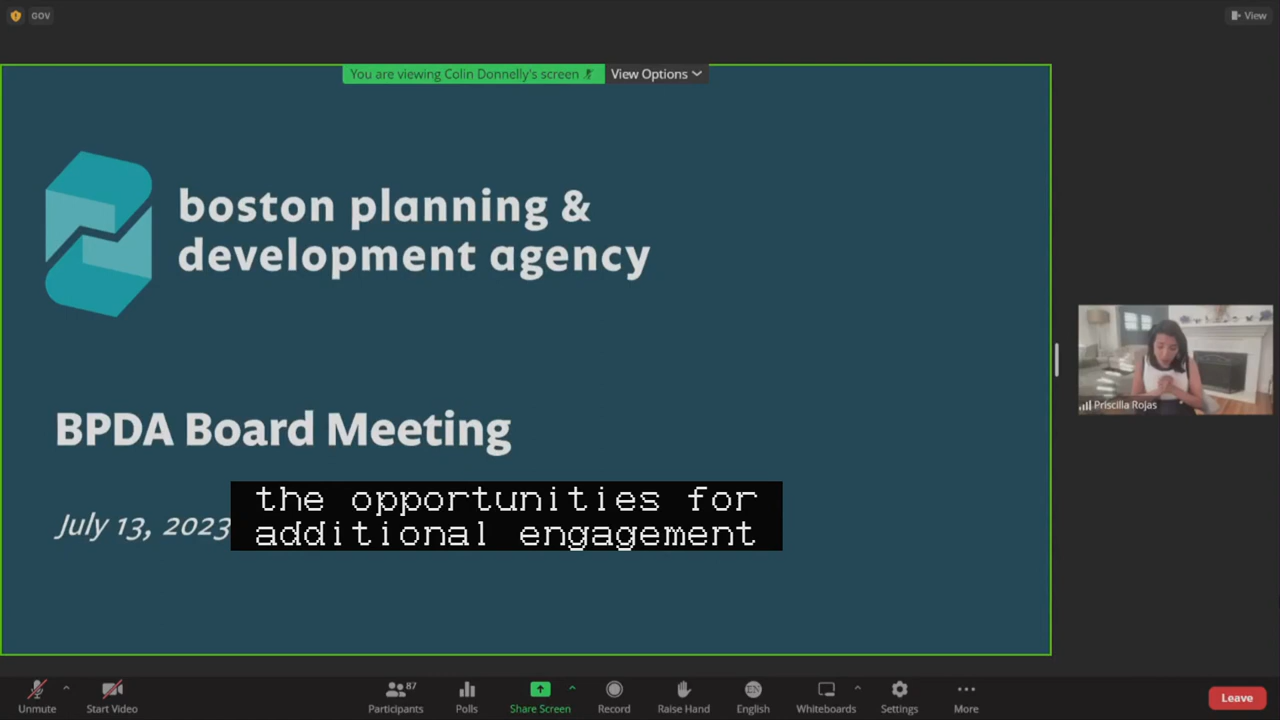 GOV
View
You are viewing Colin Donnelly's screen
View Options
boston planning &
development agency
BPDA Board Meeting
July 13, 2023
the opportunities for
additional engagement
Priscilla Rojas
Unmute
Start Video
87
Participants
Polls
Share Screen
Record
Raise Hand
EN
English
Whiteboards
Settings
More
Leave